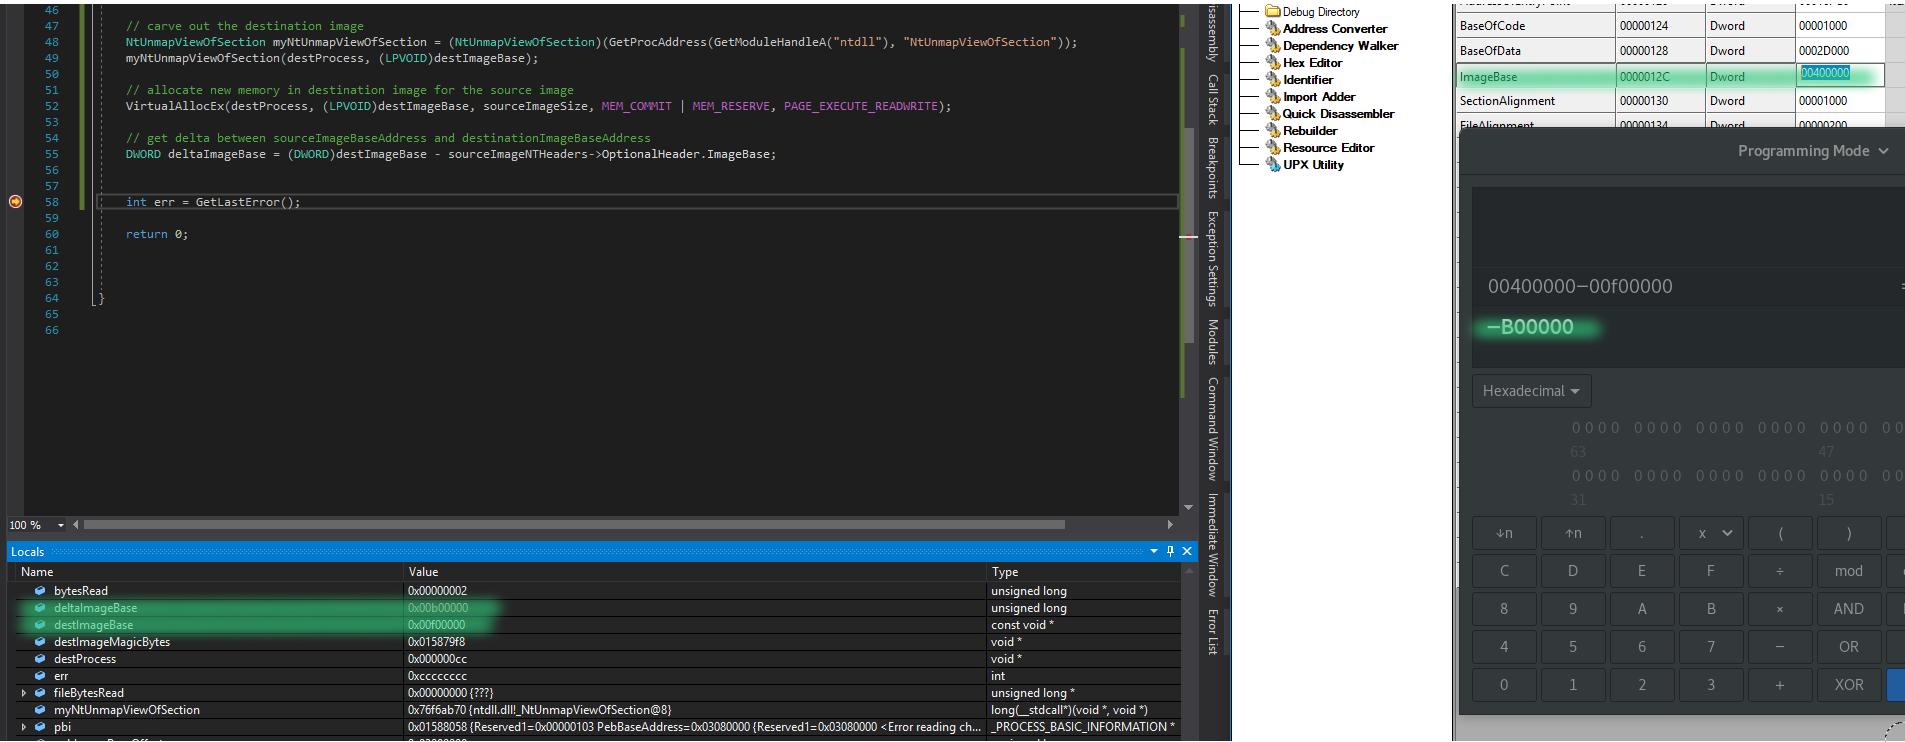 46
47 // carve out the destination image
48 NtUnmapViewOfSection myNtUnmapViewOfSection = (NtUnmapViewOfSection)(GetProcAddress(GetModuleHandleA("ntdll"), "NtUnmapViewOfSection"));
49 myNtUnmapViewOfSection(destProcess, (LPVOID)destImageBase);
50
51 // allocate new memory in destination image for the source image
52 VirtualAllocEx(destProcess, (LPVOID)destImageBase, sourceImageSize, MEM_COMMIT | MEM_RESERVE, PAGE_EXECUTE_READWRITE);
53
54 // get delta between sourceImageBaseAddress and destinationImageBaseAddress
55 DWORD deltaImageBase = (DWORD)destImageBase - sourceImageNTHeaders->OptionalHeader.ImageBase;
56
57
58 int err = GetLastError();
59
60 return 0;
61
62
63
64 }
65
66
100 %
Locals
Name Value Type
bytesRead 0x00000002 unsigned long
deltaImageBase 0x00b00000 unsigned long
destImageBase 0x00f00000 const void *
destImageMagicBytes 0x015879f8 void *
destProcess 0x000000cc void *
err 0xcccccccc int
fileBytesRead 0x00000000 {???} unsigned long *
myNtUnmapViewOfSection 0x76f6ab70 {ntdll.dll!_NtUnmapViewOfSection@8} long(__stdcall*)(void *, void *)
pbi 0x01588058 {Reserved1=0x00000103 PebBaseAddress=0x03080000 {Reserved1=0x03080000 <Error reading ch... _PROCESS_BASIC_INFORMATION *
Call Stack
Breakpoints
Exception Settings
Modules
Command Window
Immediate Window
Error List
Debug Directory
Address Converter
Dependency Walker
Hex Editor
Identifier
Import Adder
Quick Disassembler
Rebuilder
Resource Editor
UPX Utility
BaseOfCode 00000124 Dword 00001000
BaseOfData 00000128 Dword 0002D000
ImageBase 0000012C Dword 00400000
SectionAlignment 00000130 Dword 00001000
FileAlignment 00000134 Dword 00000200
Programming Mode
00400000−00f00000 =
−B00000
Hexadecimal
0000 0000 0000 0000 0000 00
63 47
0000 0000 0000 0000 0000 00
31 15
↓n ↑n . x ( )
C D E F ÷ mod
8 9 A B × AND
4 5 6 7 − OR
0 1 2 3 + XOR